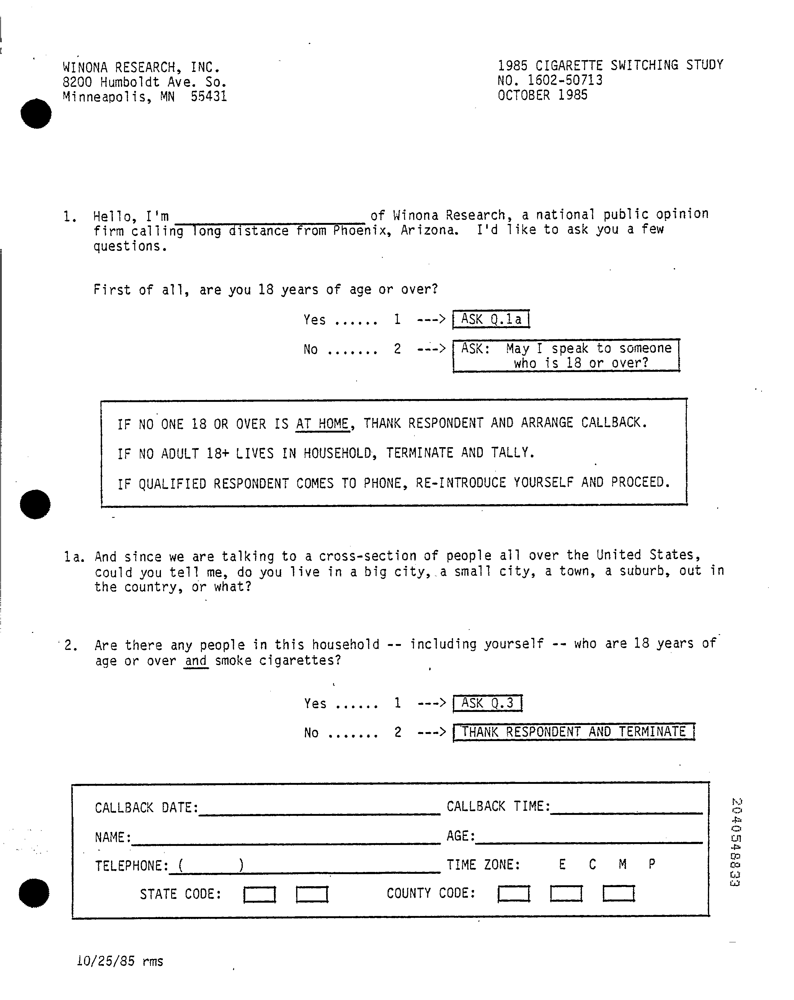 WINONA RESEARCH, INC.
8200 Humboldt Ave. So.
Minneapolis, MN 55431
1985 CIGARETTE SWITCHING STUDY
NO. 1602-50713
OCTOBER 1985
1. Hello, I'm ____________________ of Winona Research, a national public opinion
firm calling long distance from Phoenix, Arizona. I'd like to ask you a few
questions.
First of all, are you 18 years of age or over?
Yes ...... 1 ---> ASK Q.1a
No ....... 2 ---> ASK: May I speak to someone
who is 18 or over?
IF NO ONE 18 OR OVER IS AT HOME, THANK RESPONDENT AND ARRANGE CALLBACK.
IF NO ADULT 18+ LIVES IN HOUSEHOLD, TERMINATE AND TALLY.
IF QUALIFIED RESPONDENT COMES TO PHONE, RE-INTRODUCE YOURSELF AND PROCEED.
1a. And since we are talking to a cross-section of people all over the United States,
could you tell me, do you live in a big city, a small city, a town, a suburb, out in
the country, or what?
2. Are there any people in this household -- including yourself -- who are 18 years of
age or over and smoke cigarettes?
Yes ...... 1 ---> ASK Q.3
No ....... 2 ---> THANK RESPONDENT AND TERMINATE
CALLBACK DATE:____________________ CALLBACK TIME:____________________
NAME:____________________ AGE:____________________
TELEPHONE: ( ) ____________________ TIME ZONE: E C M P
STATE CODE: COUNTY CODE:
2040548833
10/25/85 rms